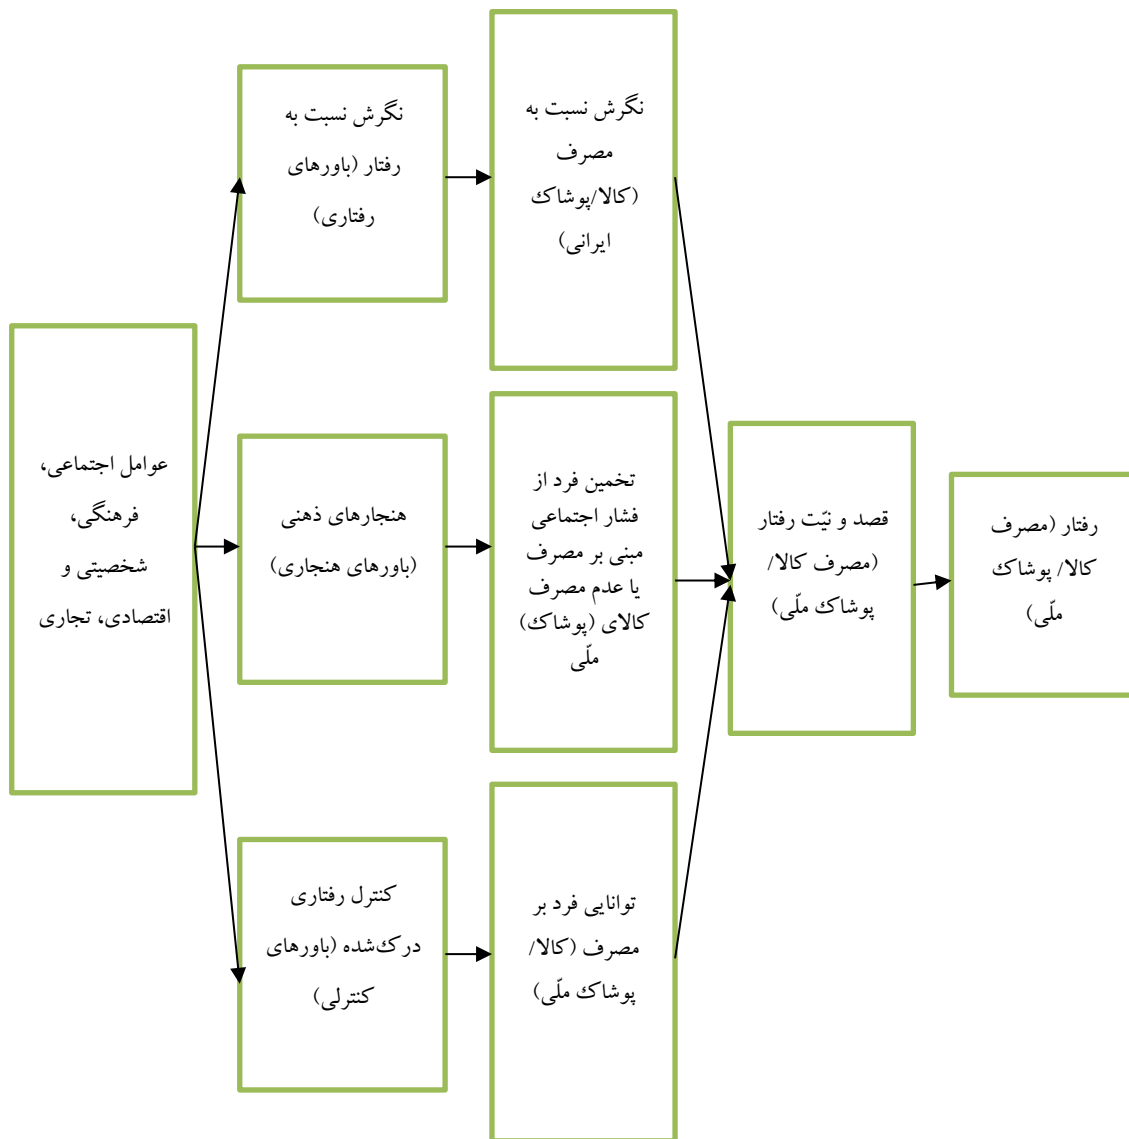 عوامل اجتماعی،
فرهنگی،
شخصیتی و
اقتصادی، تجاری
نگرش نسبت به
رفتار (باورهای
رفتاری)
نگرش نسبت به
مصرف
(کالا/پوشاک
ایرانی)
هنجارهای ذهنی
(باورهای هنجاری)
تخمین فرد از
فشار اجتماعی
مبنی بر مصرف
یا عدم مصرف
کالای (پوشاک)
ملّی
کنترل رفتاری
درک‌شده (باورهای
کنترلی)
توانایی فرد بر
مصرف (کالا/
پوشاک ملّی)
قصد و نیّت رفتار
(مصرف کالا/
پوشاک ملّی)
رفتار (مصرف
کالا/ پوشاک
ملّی)